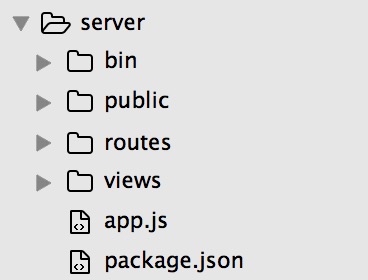 server
bin
public
routes
views
app.js
package.json